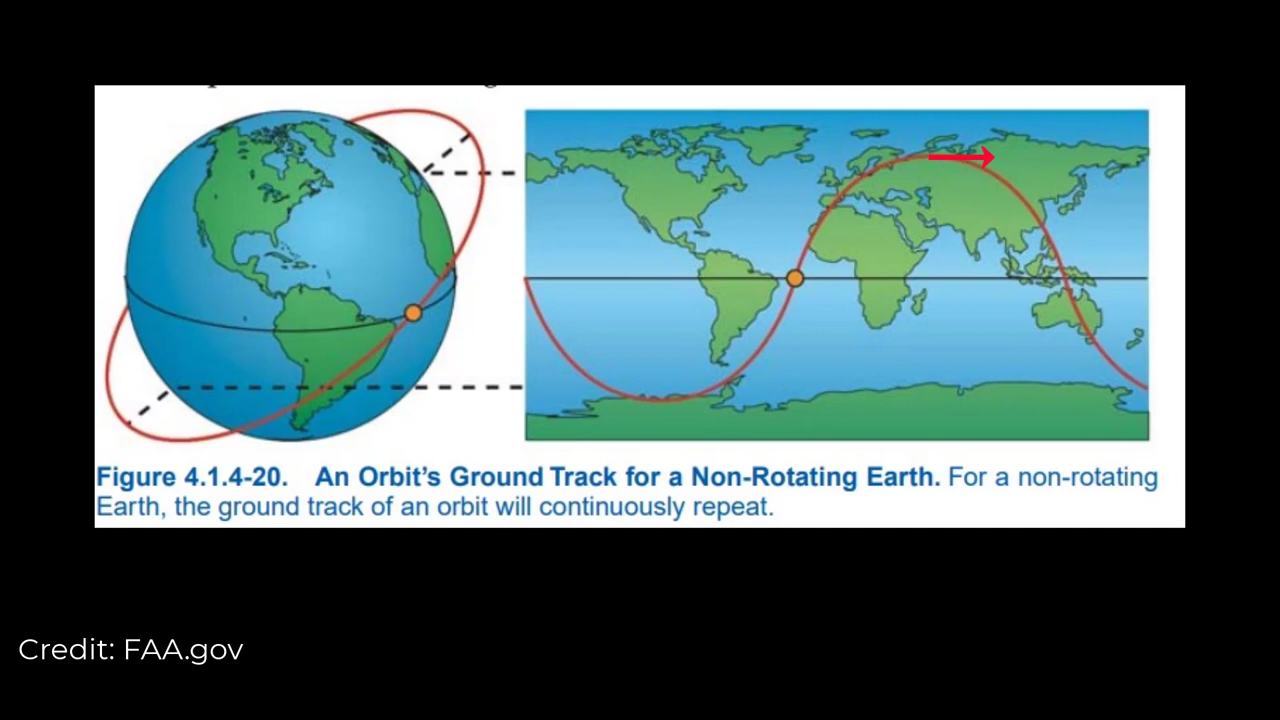 Figure 4.1.4-20. An Orbit’s Ground Track for a Non-Rotating Earth. For a non-rotating
Earth, the ground track of an orbit will continuously repeat.
Credit: FAA.gov